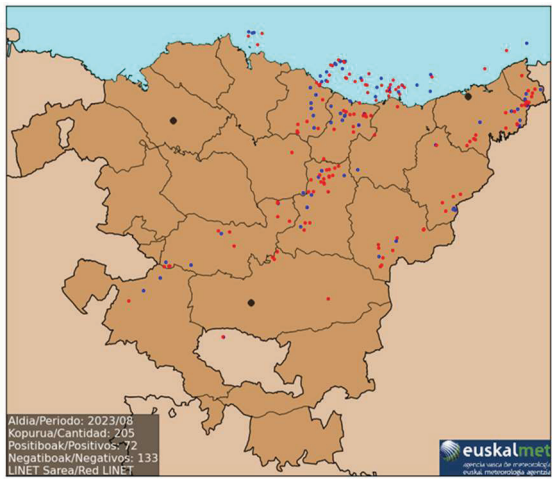 Aldia/Periodo: 2023/08
Kopurua/Cantidad: 205
Positiboak/Positivos: 72
Negatiboak/Negativos: 133
LINET Sarea/Red LINET
euskalmet
agencia vasca de meteorología
euskal meteorologia agentzia